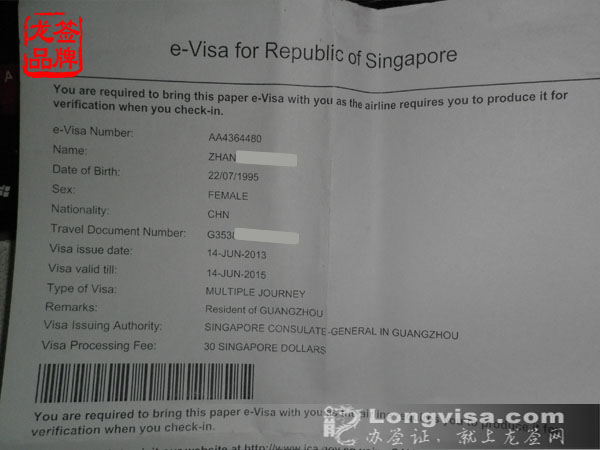 龙签
品牌
e-Visa for Republic of Singapore
You are required to bring this paper e-Visa with you as the airline requires you to produce it for
verification when you check-in.
e-Visa Number: AA4364480
Name: ZHAN
Date of Birth: 22/07/1995
Sex: FEMALE
Nationality: CHN
Travel Document Number: G353
Visa issue date: 14-JUN-2013
Visa valid till: 14-JUN-2015
Type of Visa: MULTIPLE JOURNEY
Remarks: Resident of GUANGZHOU
Visa Issuing Authority: SINGAPORE CONSULATE-GENERAL IN GUANGZHOU
Visa Processing Fee: 30 SINGAPORE DOLLARS
You are required to bring this paper e-Visa with you as the airline
verification when you check-in.
Longvisa.com
办签证，就上龙签网